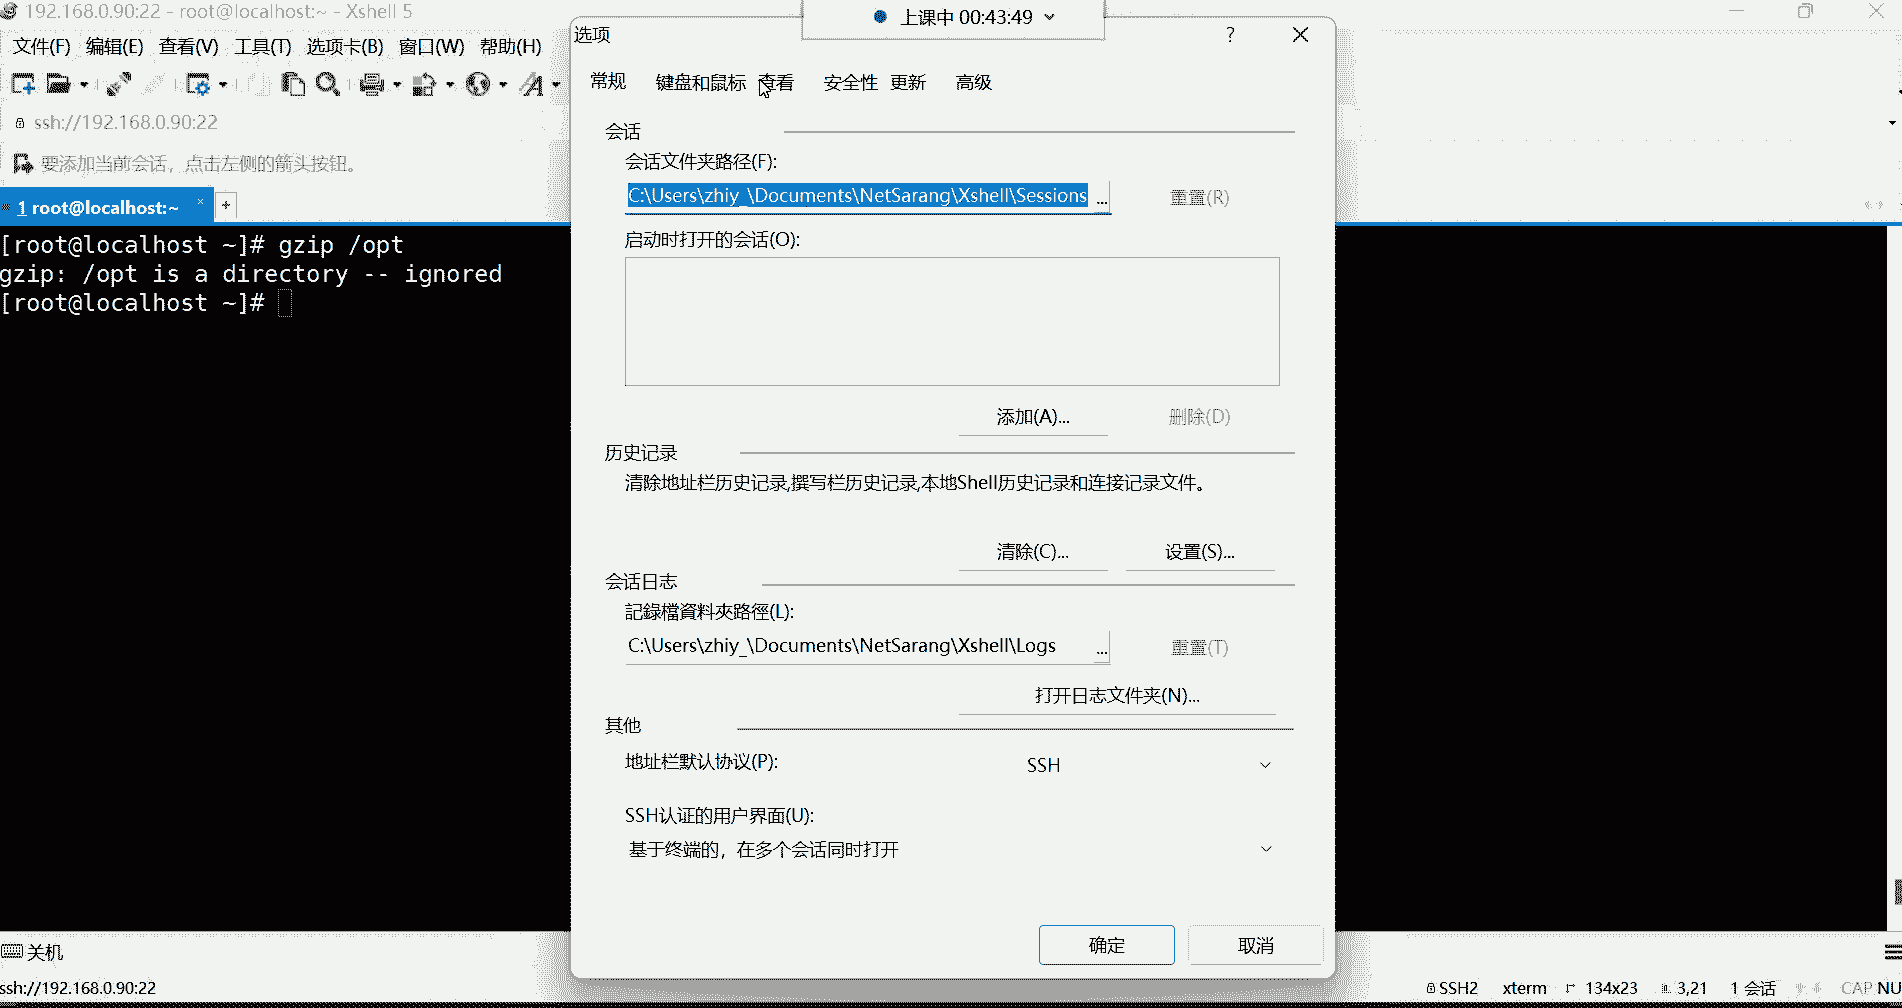 192.168.0.90:22 - root@localhost:~ - Xshell 5
上课中 00:43:49
文件(F) 编辑(E) 查看(V) 工具(T) 选项卡(B) 窗口(W) 帮助(H)
ssh://192.168.0.90:22
要添加当前会话，点击左侧的箭头按钮。
1 root@localhost:~ × +
[root@localhost ~]# gzip /opt
gzip: /opt is a directory -- ignored
[root@localhost ~]#
选项 ?
常规 键盘和鼠标 查看 安全性 更新 高级
会话
会话文件夹路径(F):
C:\Users\zhiy_\Documents\NetSarang\Xshell\Sessions ... 重置(R)
启动时打开的会话(O):
添加(A)... 删除(D)
历史记录
清除地址栏历史记录,撰写栏历史记录,本地Shell历史记录和连接记录文件。
清除(C)... 设置(S)...
会话日志
記錄檔資料夾路徑(L):
C:\Users\zhiy_\Documents\NetSarang\Xshell\Logs ... 重置(T)
打开日志文件夹(N)...
其他
地址栏默认协议(P): SSH
SSH认证的用户界面(U):
基于终端的，在多个会话同时打开
确定 取消
关机
ssh://192.168.0.90:22 SSH2 xterm 134x23 3,21 1 会话 CAP NU